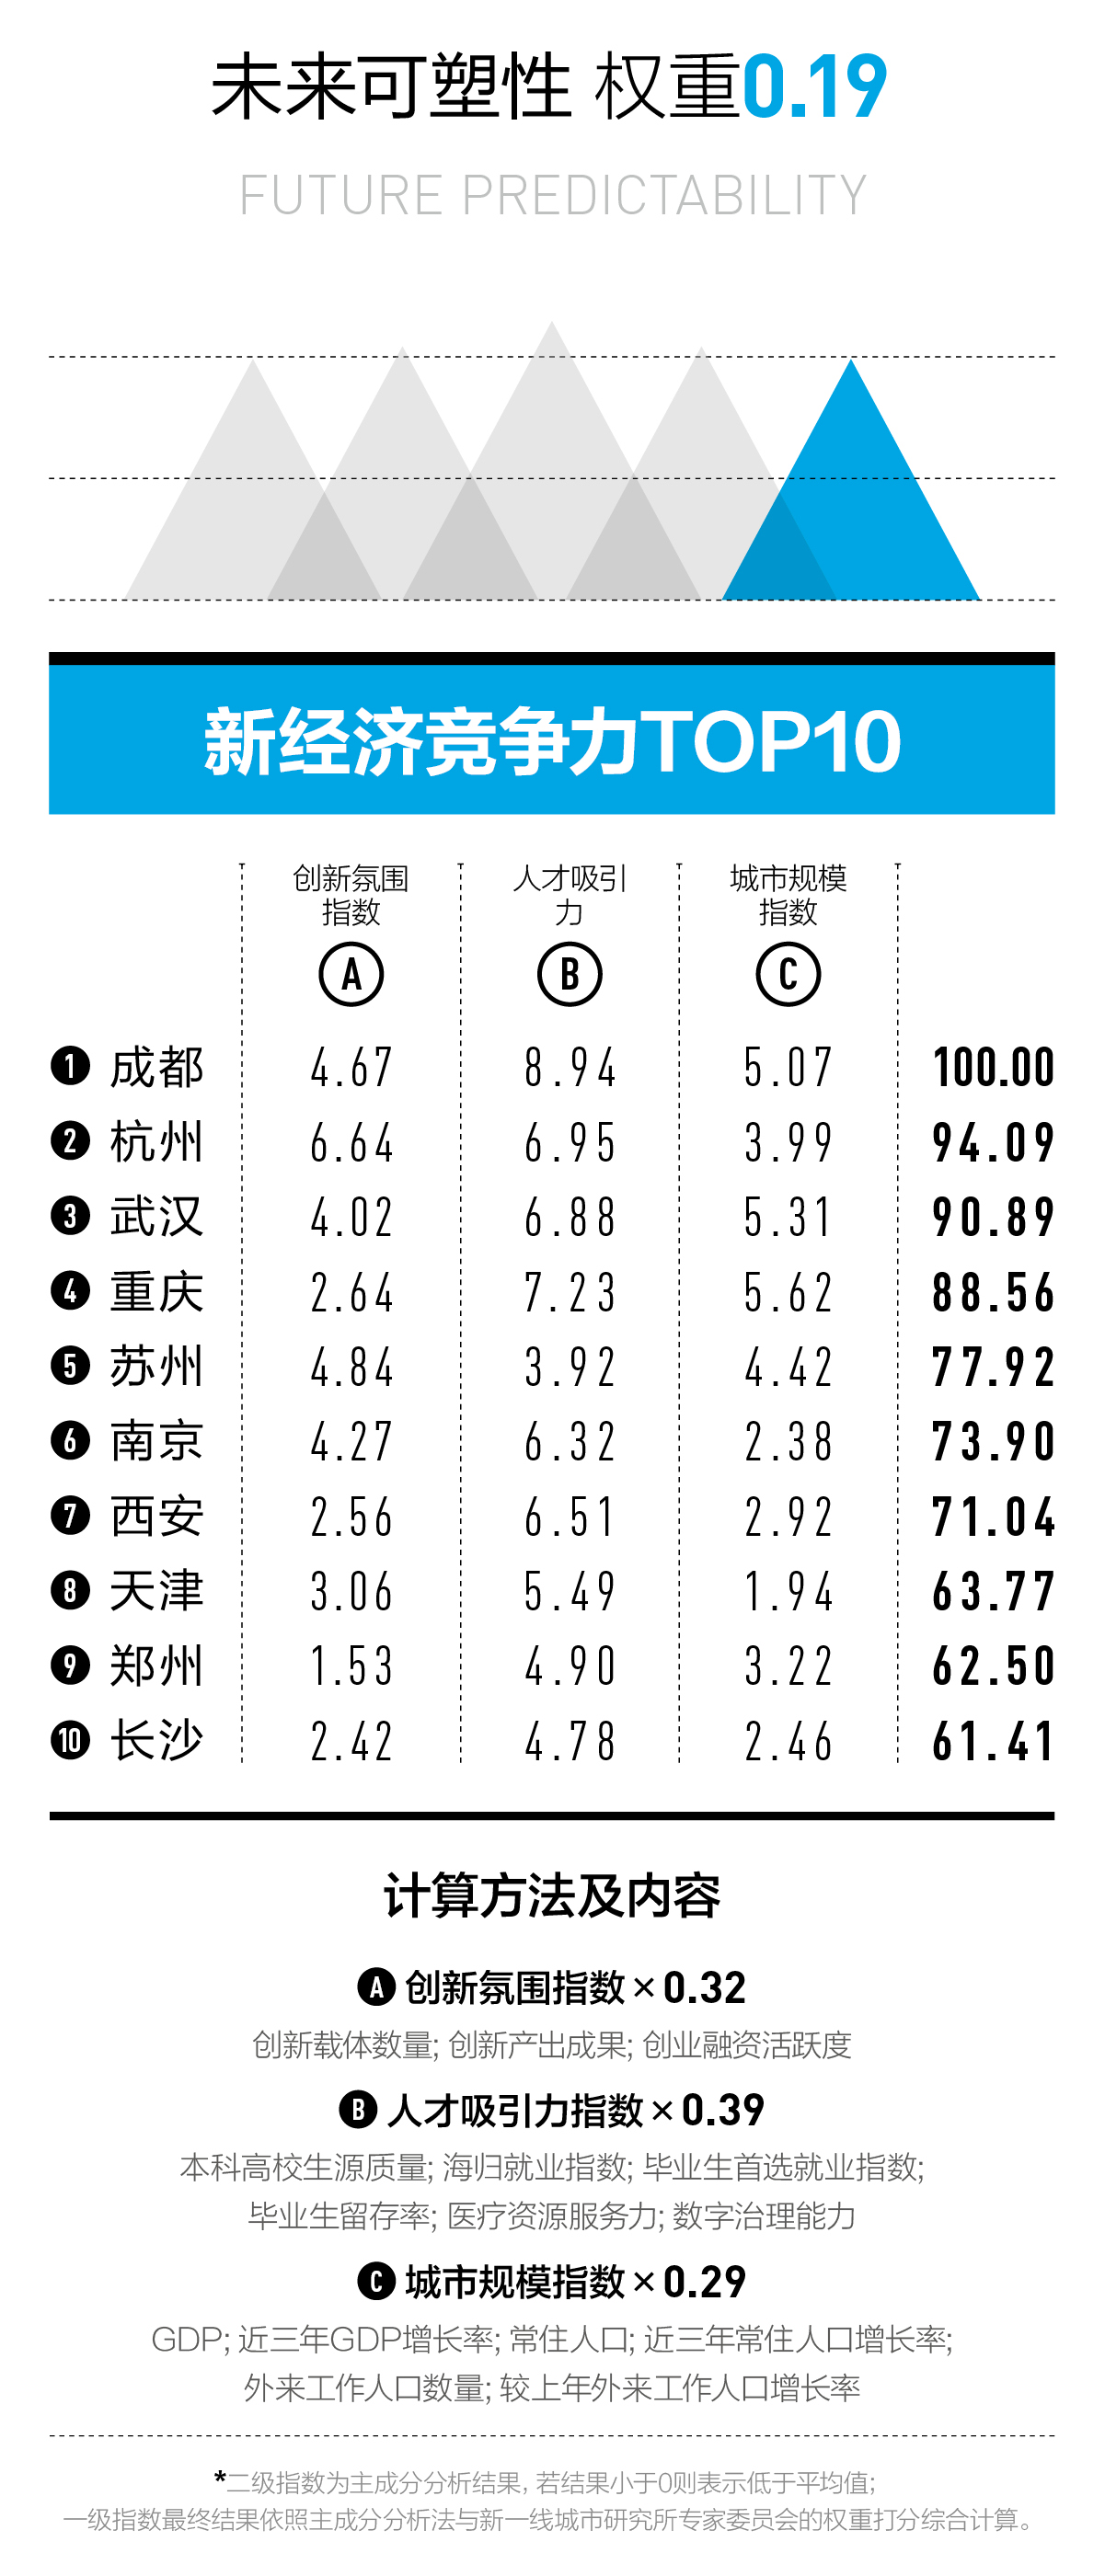 未来可塑性 权重0.19
FUTURE PREDICTABILITY
新经济竞争力TOP10
创新氛围 人才吸引 城市规模
指数 力 指数
A B C
1 成都 4.67 8.94 5.07 100.00
2 杭州 6.64 6.95 3.99 94.09
3 武汉 4.02 6.88 5.31 90.89
4 重庆 2.64 7.23 5.62 88.56
5 苏州 4.84 3.92 4.42 77.92
6 南京 4.27 6.32 2.38 73.90
7 西安 2.56 6.51 2.92 71.04
8 天津 3.06 5.49 1.94 63.77
9 郑州 1.53 4.90 3.22 62.50
10 长沙 2.42 4.78 2.46 61.41
计算方法及内容
A 创新氛围指数 × 0.32
创新载体数量; 创新产出成果; 创业融资活跃度
B 人才吸引力指数 × 0.39
本科高校生源质量; 海归就业指数; 毕业生首选就业指数;
毕业生留存率; 医疗资源服务力; 数字治理能力
C 城市规模指数 × 0.29
GDP; 近三年GDP增长率; 常住人口; 近三年常住人口增长率;
外来工作人口数量; 较上年外来工作人口增长率
*二级指数为主成分分析结果, 若结果小于0则表示低于平均值;
一级指数最终结果依照主成分分析法与新一线城市研究所专家委员会的权重打分综合计算。